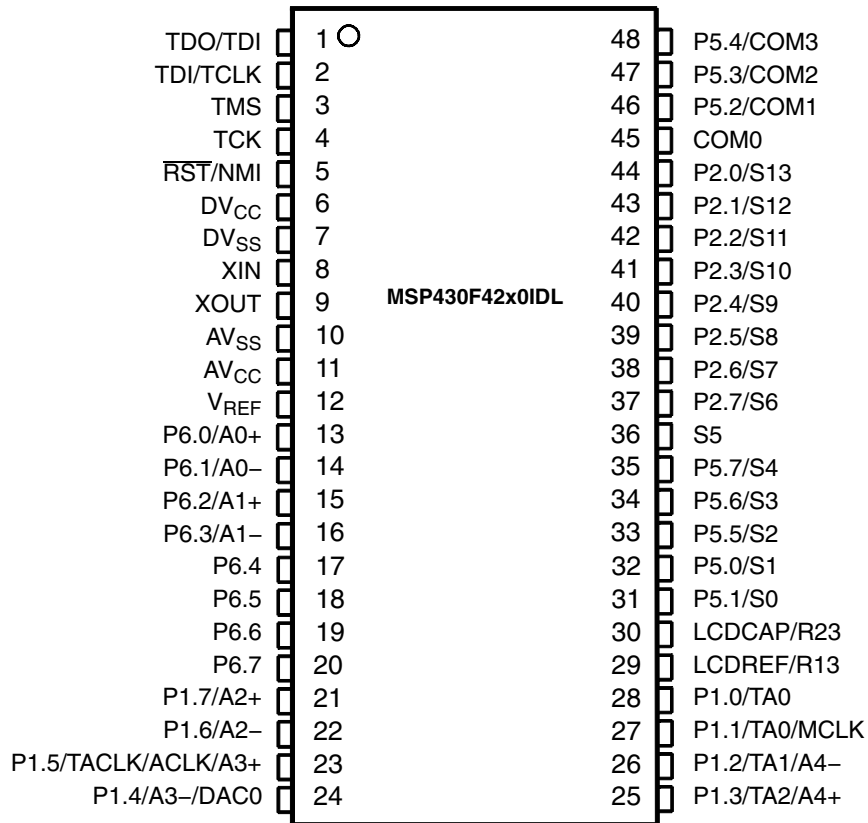 TDO/TDI 1 48 P5.4/COM3
TDI/TCLK 2 47 P5.3/COM2
TMS 3 46 P5.2/COM1
TCK 4 45 COM0
R̅S̅T̅/NMI 5 44 P2.0/S13
DVCC 6 43 P2.1/S12
DVSS 7 42 P2.2/S11
XIN 8 41 P2.3/S10
XOUT 9 MSP430F42x0IDL 40 P2.4/S9
AVSS 10 39 P2.5/S8
AVCC 11 38 P2.6/S7
VREF 12 37 P2.7/S6
P6.0/A0+ 13 36 S5
P6.1/A0− 14 35 P5.7/S4
P6.2/A1+ 15 34 P5.6/S3
P6.3/A1− 16 33 P5.5/S2
P6.4 17 32 P5.0/S1
P6.5 18 31 P5.1/S0
P6.6 19 30 LCDCAP/R23
P6.7 20 29 LCDREF/R13
P1.7/A2+ 21 28 P1.0/TA0
P1.6/A2− 22 27 P1.1/TA0/MCLK
P1.5/TACLK/ACLK/A3+ 23 26 P1.2/TA1/A4−
P1.4/A3−/DAC0 24 25 P1.3/TA2/A4+